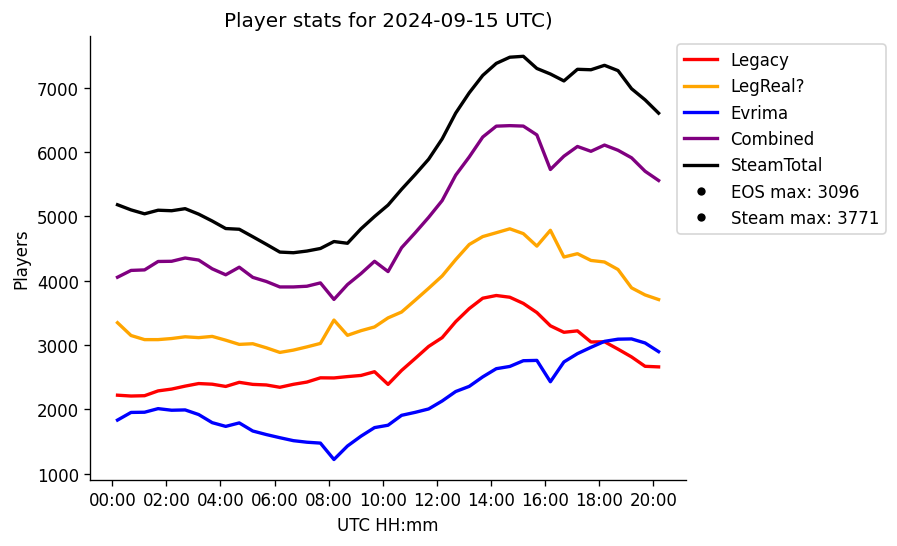 Player stats for 2024-09-15 UTC)
Players
7000
6000
5000
4000
3000
2000
1000
00:00 02:00 04:00 06:00 08:00 10:00 12:00 14:00 16:00 18:00 20:00
UTC HH:mm
Legacy
LegReal?
Evrima
Combined
SteamTotal
EOS max: 3096
Steam max: 3771